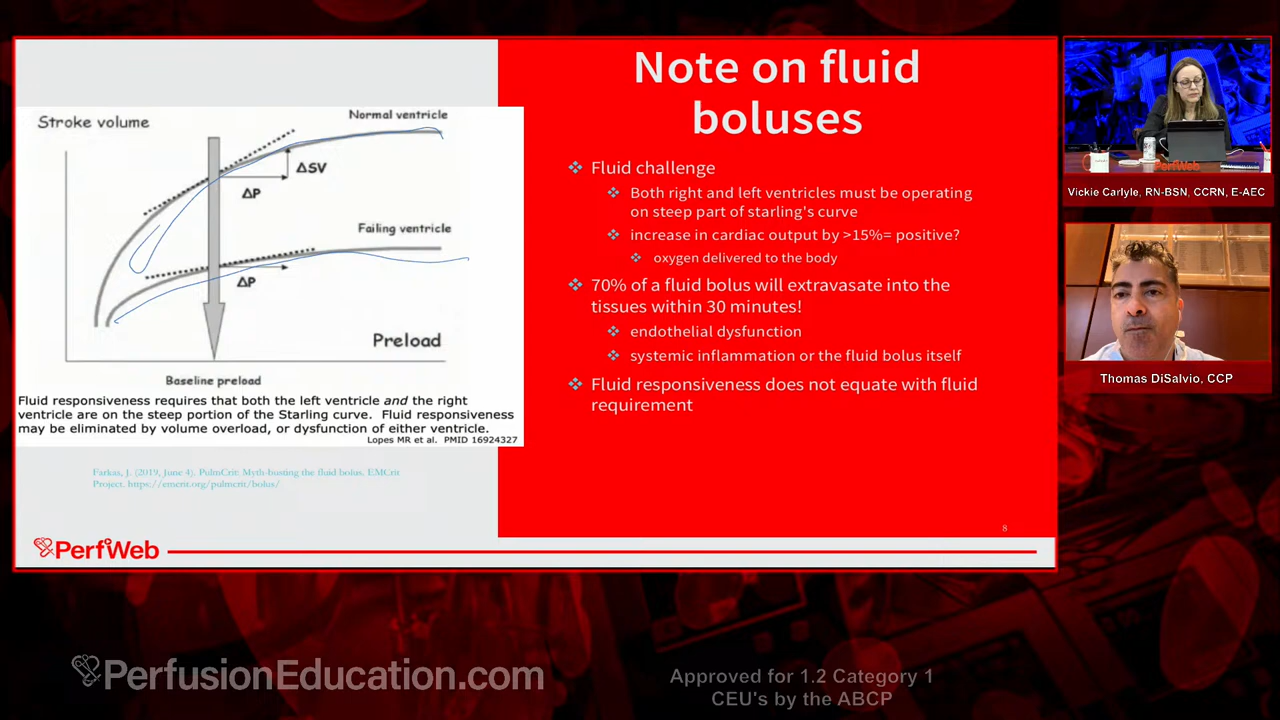 Note on fluid
boluses
Stroke volume
Normal ventricle
ΔSV
ΔP
Failing ventricle
ΔP
Preload
Baseline preload
Fluid responsiveness requires that both the left ventricle and the right
ventricle are on the steep portion of the Starling curve. Fluid responsiveness
may be eliminated by volume overload, or dysfunction of either ventricle.
Lopes MR et al. PMID 16924327
Farkas, J. (2019, June 4). PulmCrit: Myth-busting the fluid bolus. EMCrit
Project. https://emcrit.org/pulmcrit/bolus/
Fluid challenge
Both right and left ventricles must be operating
on steep part of starling's curve
increase in cardiac output by >15%= positive?
oxygen delivered to the body
70% of a fluid bolus will extravasate into the
tissues within 30 minutes!
endothelial dysfunction
systemic inflammation or the fluid bolus itself
Fluid responsiveness does not equate with fluid
requirement
8
PerfWeb
PerfWeb
Vickie Carlyle, RN-BSN, CCRN, E-AEC
Thomas DiSalvio, CCP
PerfusionEducation.com
Approved for 1.2 Category 1
CEU's by the ABCP